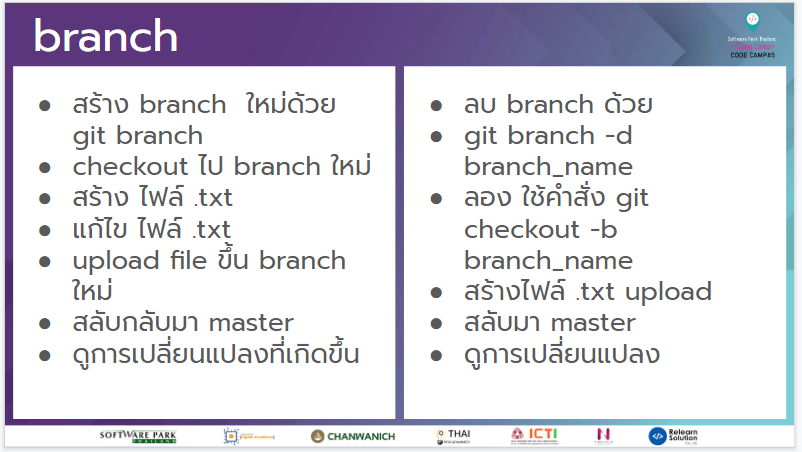 branch
Software Park Thailand
Code Camp
CODE CAMP#5
● สร้าง branch ใหม่ด้วย
git branch
● checkout ไป branch ใหม่
● สร้าง ไฟล์ .txt
● แก้ไข ไฟล์ .txt
● upload file ขึ้น branch
ใหม่
● สลับกลับมา master
● ดูการเปลี่ยนแปลงที่เกิดขึ้น
● ลบ branch ด้วย
● git branch -d
branch_name
● ลอง ใช้คำสั่ง git
checkout -b
branch_name
● สร้างไฟล์ .txt upload
● สลับมา master
● ดูการเปลี่ยนแปลง
SOFTWARE PARK
THAILAND
CHANWANICH
THAI
PROGRAMMER
ICTI
N
Relearn
Solution